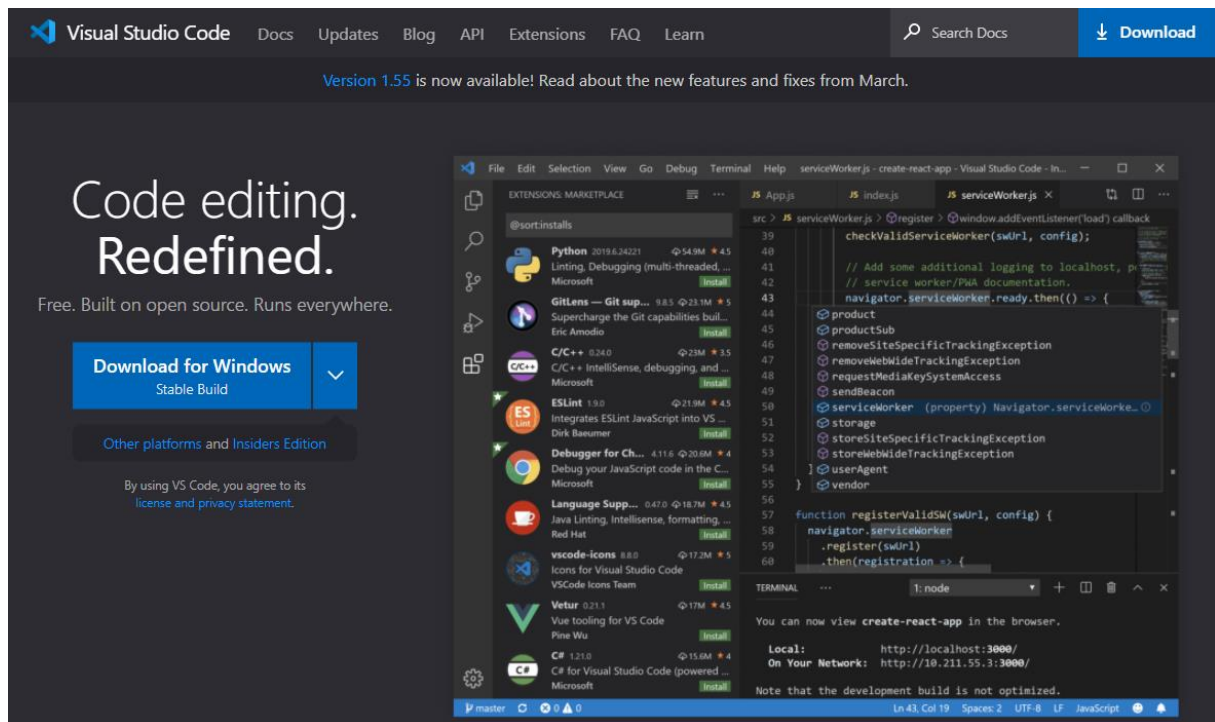 Visual Studio Code Docs Updates Blog API Extensions FAQ Learn Search Docs Download
Version 1.55 is now available! Read about the new features and fixes from March.
Code editing.
Redefined.
Free. Built on open source. Runs everywhere.
Download for Windows
Stable Build
Other platforms and Insiders Edition
By using VS Code, you agree to its
license and privacy statement.
File Edit Selection View Go Debug Terminal Help serviceWorker.js - create-react-app - Visual Studio Code - In...
EXTENSIONS: MARKETPLACE
@sort:installs
Python 2019.6.24221 54.9M 4.5
Linting, Debugging (multi-threaded, ...
Microsoft Install
GitLens — Git sup... 9.8.5 23.1M 5
Supercharge the Git capabilities buil...
Eric Amodio Install
C/C++ 0.24.0 23M 3.5
C/C++ IntelliSense, debugging, and ...
Microsoft Install
ESLint 1.9.0 21.9M 4.5
Integrates ESLint JavaScript into VS ...
Dirk Baeumer Install
Debugger for Ch... 4.11.6 20.6M 4
Debug your JavaScript code in the C...
Microsoft Install
Language Supp... 0.47.0 18.7M 4.5
Java Linting, Intellisense, formatting, ...
Red Hat Install
vscode-icons 8.8.0 17.2M 5
Icons for Visual Studio Code
VSCode Icons Team Install
Vetur 0.21.1 17M 4.5
Vue tooling for VS Code
Pine Wu Install
C# 1.21.0 15.6M 4
C# for Visual Studio Code (powered ...
Microsoft Install
JS App.js JS index.js JS serviceWorker.js
src > JS serviceWorker.js > register > window.addEventListener('load') callback
39 checkValidServiceWorker(swUrl, config);
40
41 // Add some additional logging to localhost,
42 // service worker/PWA documentation.
43 navigator.serviceWorker.ready.then(() => {
44 product
45 productSub
46 removeSiteSpecificTrackingException
47 removeWebWideTrackingException
48 requestMediaKeySystemAccess
49 sendBeacon
50 serviceWorker (property) Navigator.serviceWorke...
51 storage
52 storeSiteSpecificTrackingException
53 storeWebWideTrackingException
54 ] userAgent
55 } vendor
56
57 function registerValidSW(swUrl, config) {
58 navigator.serviceWorker
59 .register(swUrl)
60 .then(registration => {
TERMINAL ... 1: node
You can now view create-react-app in the browser.
Local: http://localhost:3000/
On Your Network: http://10.211.55.3:3000/
Note that the development build is not optimized.
master 0 0 Ln 43, Col 19 Spaces: 2 UTF-8 LF JavaScript